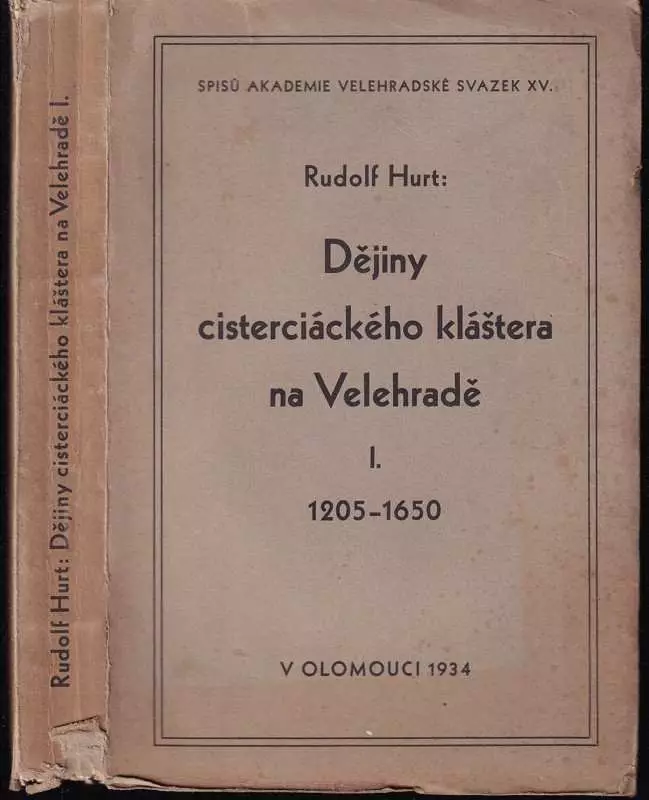 Rudolf Hurt: Dějiny cisterciáckého kláštera na Velehradě I.
SPISŮ AKADEMIE VELEHRADSKÉ SVAZEK XV.
Rudolf Hurt:
Dějiny
cisterciáckého kláštera
na Velehradě
I.
1205-1650
V OLOMOUCI 1934